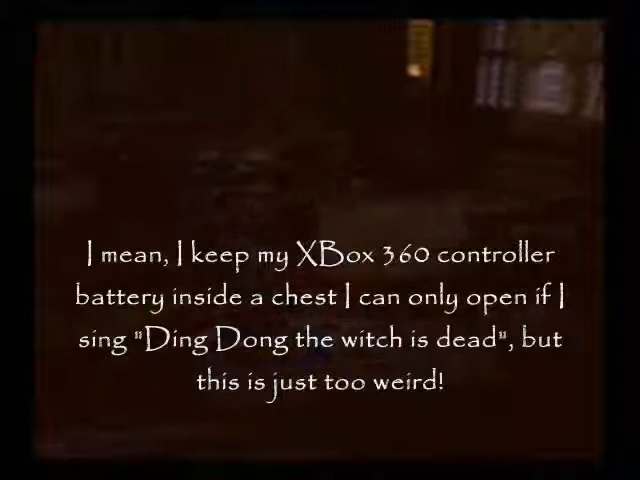 I mean, I keep my XBox 360 controller
battery inside a chest I can only open if I
sing "Ding Dong the witch is dead", but
this is just too weird!